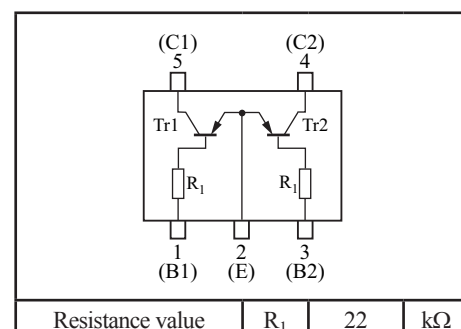 (C1) (C2)
5 4
Tr1 Tr2
R₁ R₁
1 2 3
(B1) (E) (B2)
Resistance value R₁ 22 kΩ